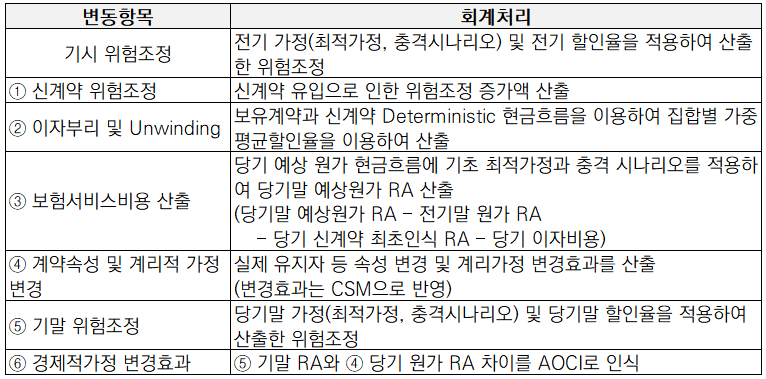 변동항목
회계처리
기시 위험조정
전기 가정(최적가정, 충격시나리오) 및 전기 할인율을 적용하여 산출
한 위험조정
① 신계약 위험조정
신계약 유입으로 인한 위험조정 증가액 산출
② 이자부리 및 Unwinding
보유계약과 신계약 Deterministic 현금흐름을 이용하여 집합별 가중
평균할인율을 이용하여 산출
③ 보험서비스비용 산출
당기 예상 원가 현금흐름에 기초 최적가정과 충격 시나리오를 적용하
여 당기말 예상원가 RA 산출
(당기말 예상원가 RA - 전기말 원가 RA
- 당기 신계약 최초인식 RA - 당기 이자비용)
④ 계약속성 및 계리적 가정
변경
실제 유지자 등 속성 변경 및 계리가정 변경효과를 산출
(변경효과는 CSM으로 반영)
⑤ 기말 위험조정
당기말 가정(최적가정, 충격시나리오) 및 당기말 할인율을 적용하여
산출한 위험조정
⑥ 경제적가정 변경효과
⑤ 기말 RA와 ④ 당기 원가 RA 차이를 AOCI로 인식